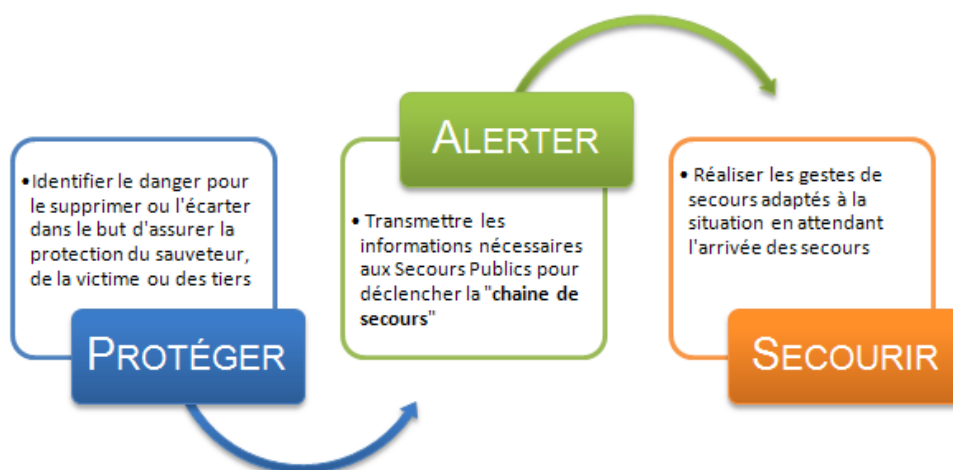 •Identifier le danger pour
le supprimer ou l'écarter
dans le but d'assurer la
protection du sauveteur,
de la victime ou des tiers
PROTÉGER
ALERTER
• Transmettre les
informations nécessaires
aux Secours Publics pour
déclencher la "chaine de
secours"
• Réaliser les gestes de
secours adaptés à la
situation en attendant
l'arrivée des secours
SECOURIR